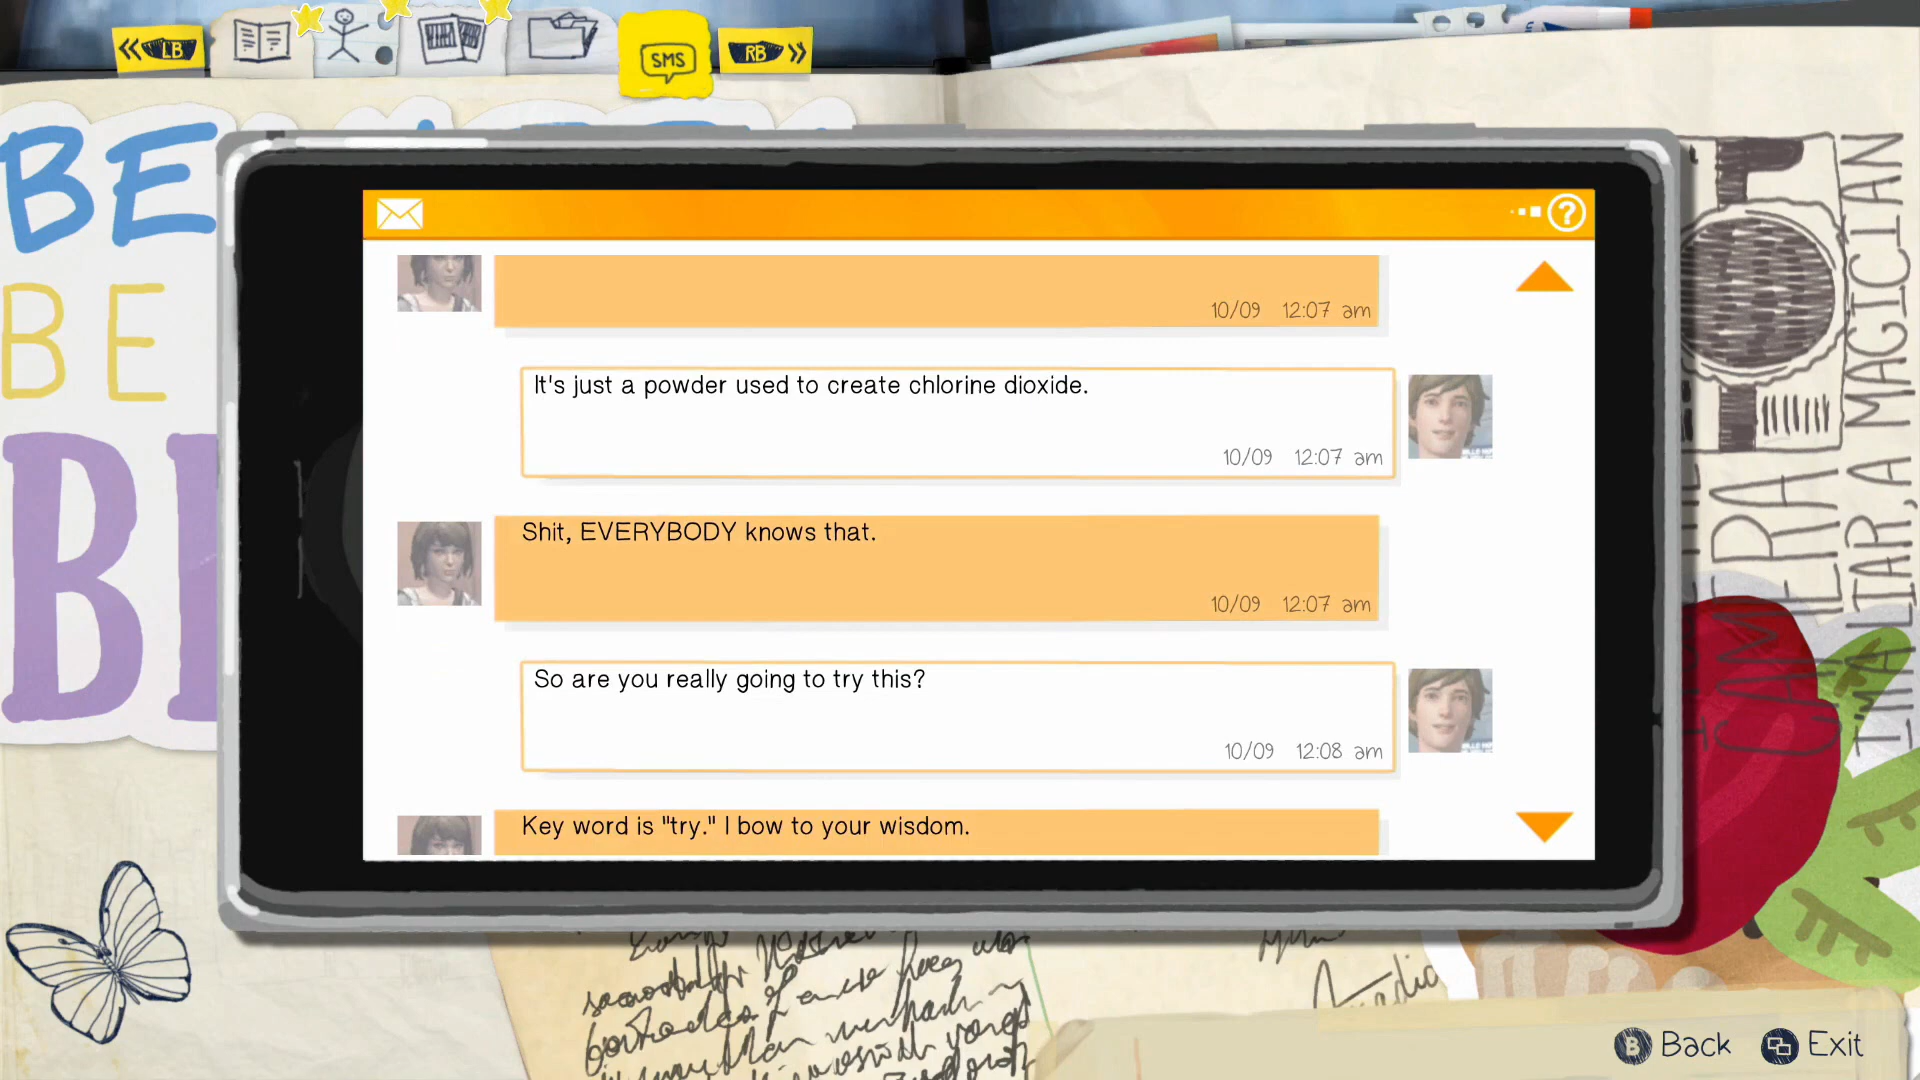 LB
SMS
RB
BE
BE
10/09 12:07 am
It's just a powder used to create chlorine dioxide.
10/09 12:07 am
Shit, EVERYBODY knows that.
10/09 12:07 am
So are you really going to try this?
10/09 12:08 am
Key word is "try." I bow to your wisdom.
CAMERA
I'M A LIAR, A MAGICIAN
B Back
Exit